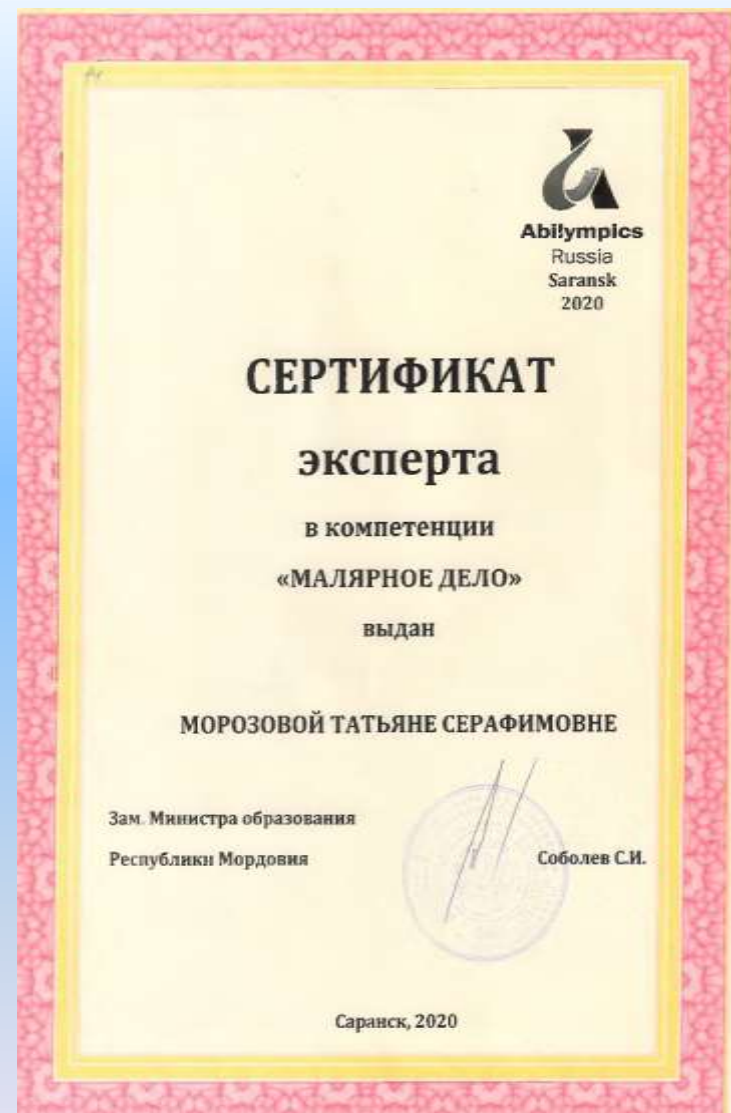 Abilympics
Russia
Saransk
2020
СЕРТИФИКАТ
эксперта
в компетенции
«МАЛЯРНОЕ ДЕЛО»
выдан
МОРОЗОВОЙ ТАТЬЯНЕ СЕРАФИМОВНЕ
Зам. Министра образования
Республики Мордовия
Соболев С.И.
Саранск, 2020